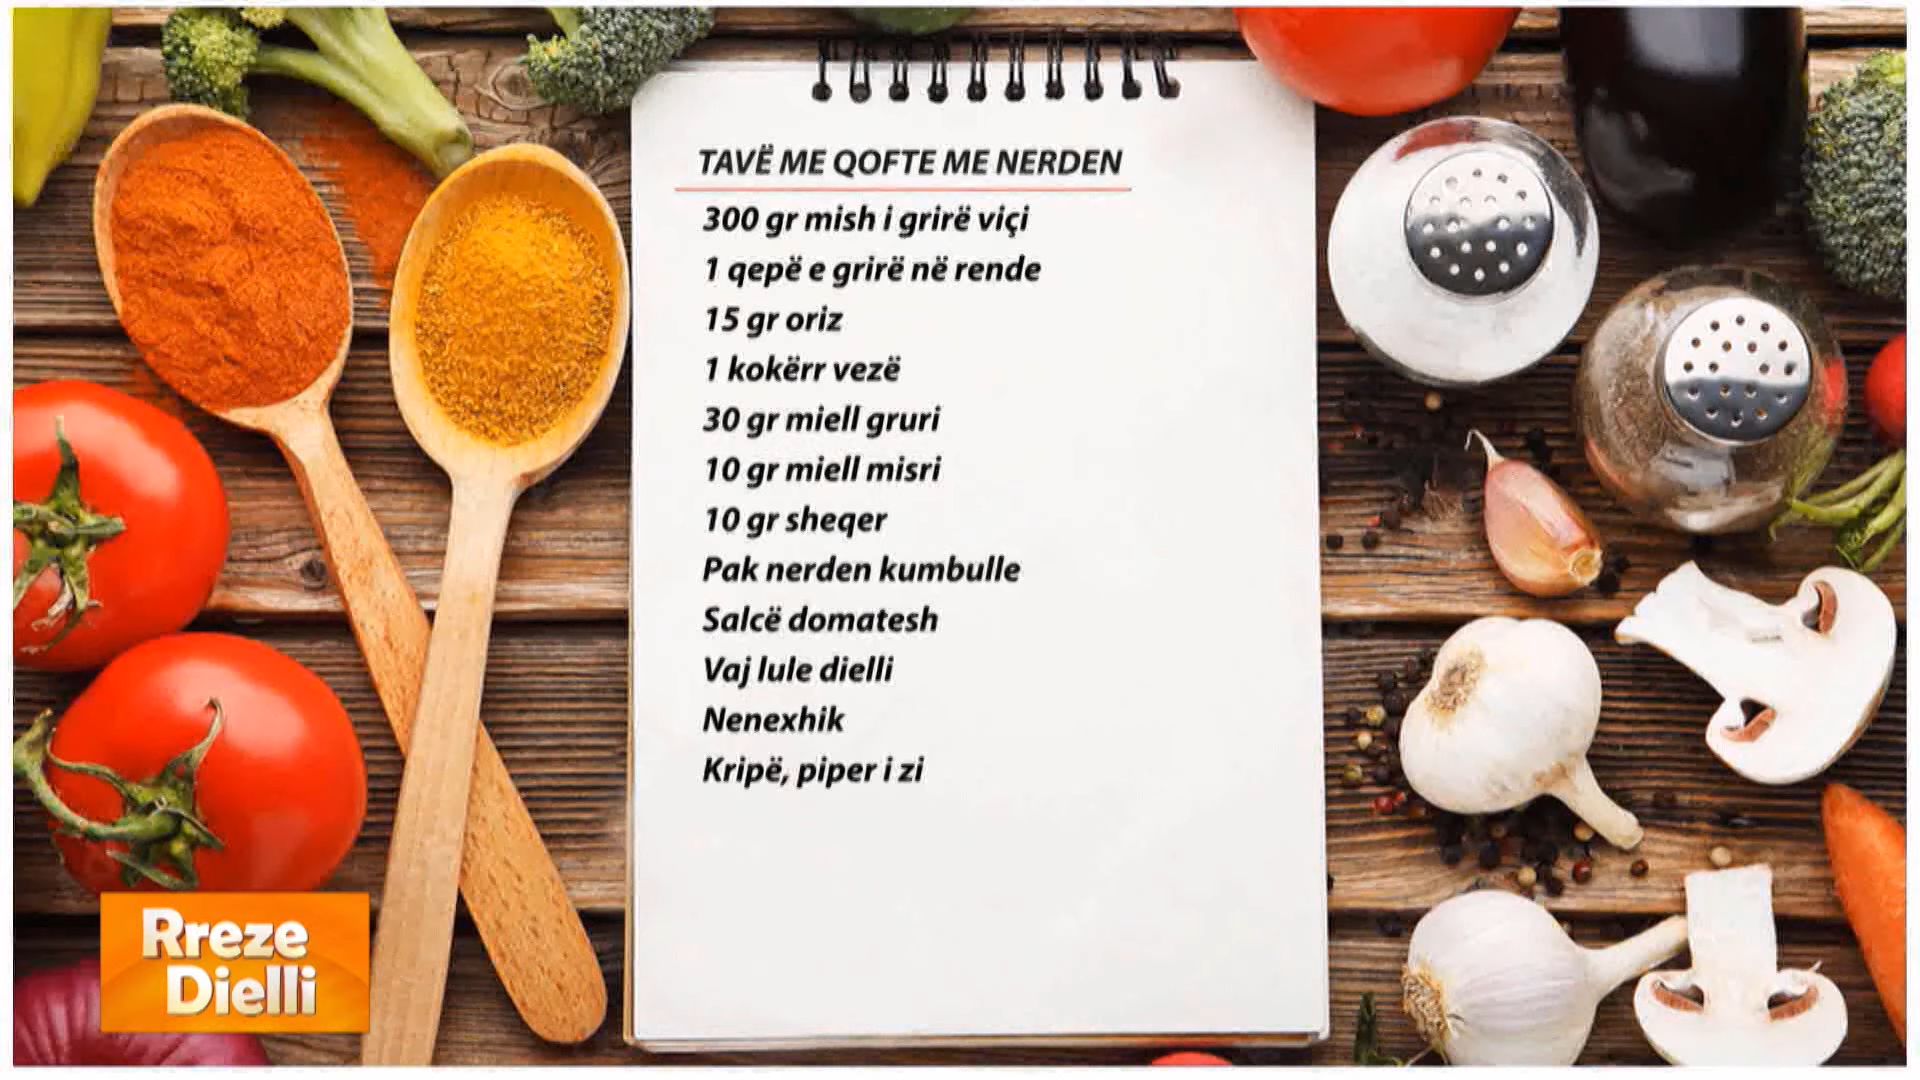 TAVË ME QOFTE ME NERDEN
300 gr mish i grirë viçi
1 qepë e grirë në rende
15 gr oriz
1 kokërr vezë
30 gr miell gruri
10 gr miell misri
10 gr sheqer
Pak nerden kumbulle
Salcë domatesh
Vaj lule dielli
Nenexhik
Kripë, piper i zi
Rreze
Dielli